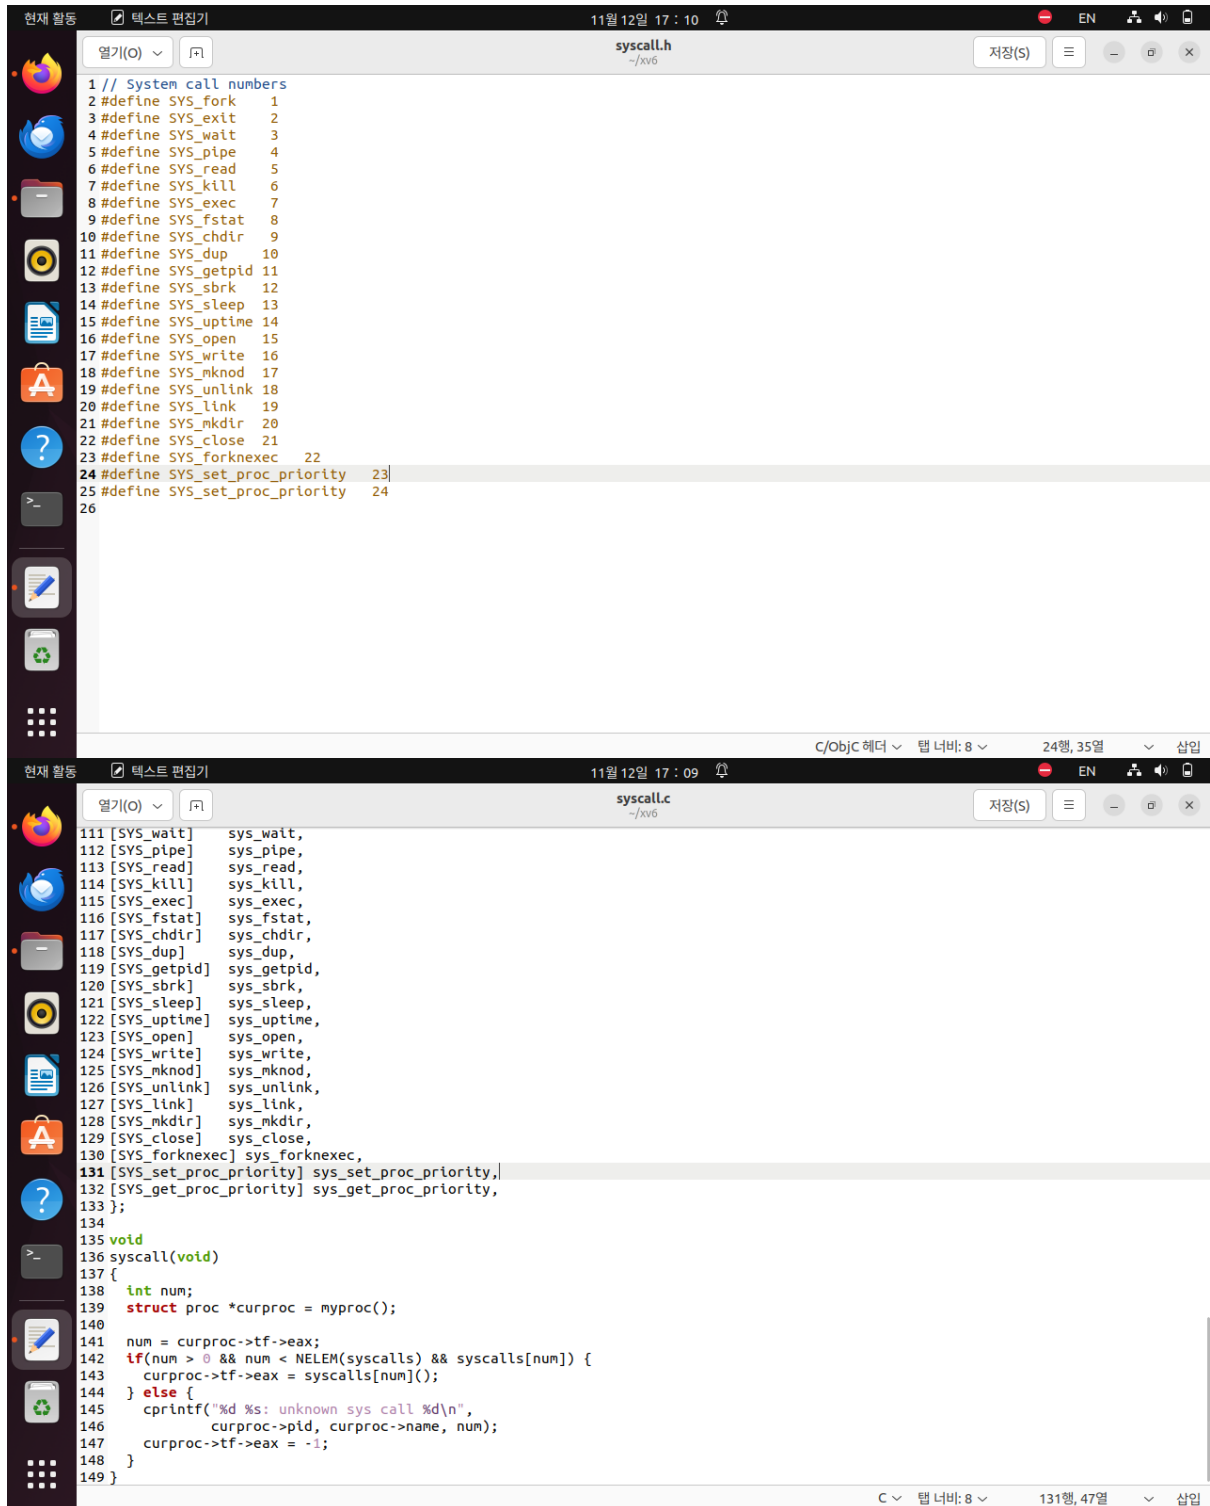 현재 활동 텍스트 편집기 11월 12일 17 : 10 EN
열기(O) syscall.h 저장(S)
~/xv6
1 // System call numbers
2 #define SYS_fork    1
3 #define SYS_exit    2
4 #define SYS_wait    3
5 #define SYS_pipe    4
6 #define SYS_read    5
7 #define SYS_kill    6
8 #define SYS_exec    7
9 #define SYS_fstat   8
10 #define SYS_chdir   9
11 #define SYS_dup    10
12 #define SYS_getpid 11
13 #define SYS_sbrk   12
14 #define SYS_sleep  13
15 #define SYS_uptime 14
16 #define SYS_open   15
17 #define SYS_write  16
18 #define SYS_mknod  17
19 #define SYS_unlink 18
20 #define SYS_link   19
21 #define SYS_mkdir  20
22 #define SYS_close  21
23 #define SYS_forknexec   22
24 #define SYS_set_proc_priority   23
25 #define SYS_set_proc_priority   24
26
C/ObjC 헤더 탭 너비: 8 24행, 35열 삽입
현재 활동 텍스트 편집기 11월 12일 17 : 09 EN
열기(O) syscall.c 저장(S)
~/xv6
111 [SYS_wait]    sys_wait,
112 [SYS_pipe]    sys_pipe,
113 [SYS_read]    sys_read,
114 [SYS_kill]    sys_kill,
115 [SYS_exec]    sys_exec,
116 [SYS_fstat]   sys_fstat,
117 [SYS_chdir]   sys_chdir,
118 [SYS_dup]     sys_dup,
119 [SYS_getpid]  sys_getpid,
120 [SYS_sbrk]    sys_sbrk,
121 [SYS_sleep]   sys_sleep,
122 [SYS_uptime]  sys_uptime,
123 [SYS_open]    sys_open,
124 [SYS_write]   sys_write,
125 [SYS_mknod]   sys_mknod,
126 [SYS_unlink]  sys_unlink,
127 [SYS_link]    sys_link,
128 [SYS_mkdir]   sys_mkdir,
129 [SYS_close]   sys_close,
130 [SYS_forknexec] sys_forknexec,
131 [SYS_set_proc_priority] sys_set_proc_priority,
132 [SYS_get_proc_priority] sys_get_proc_priority,
133 };
134
135 void
136 syscall(void)
137 {
138   int num;
139   struct proc *curproc = myproc();
140
141   num = curproc->tf->eax;
142   if(num > 0 && num < NELEM(syscalls) && syscalls[num]) {
143     curproc->tf->eax = syscalls[num]();
144   } else {
145     cprintf("%d %s: unknown sys call %d\n",
146             curproc->pid, curproc->name, num);
147     curproc->tf->eax = -1;
148   }
149 }
C 탭 너비: 8 131행, 47열 삽입